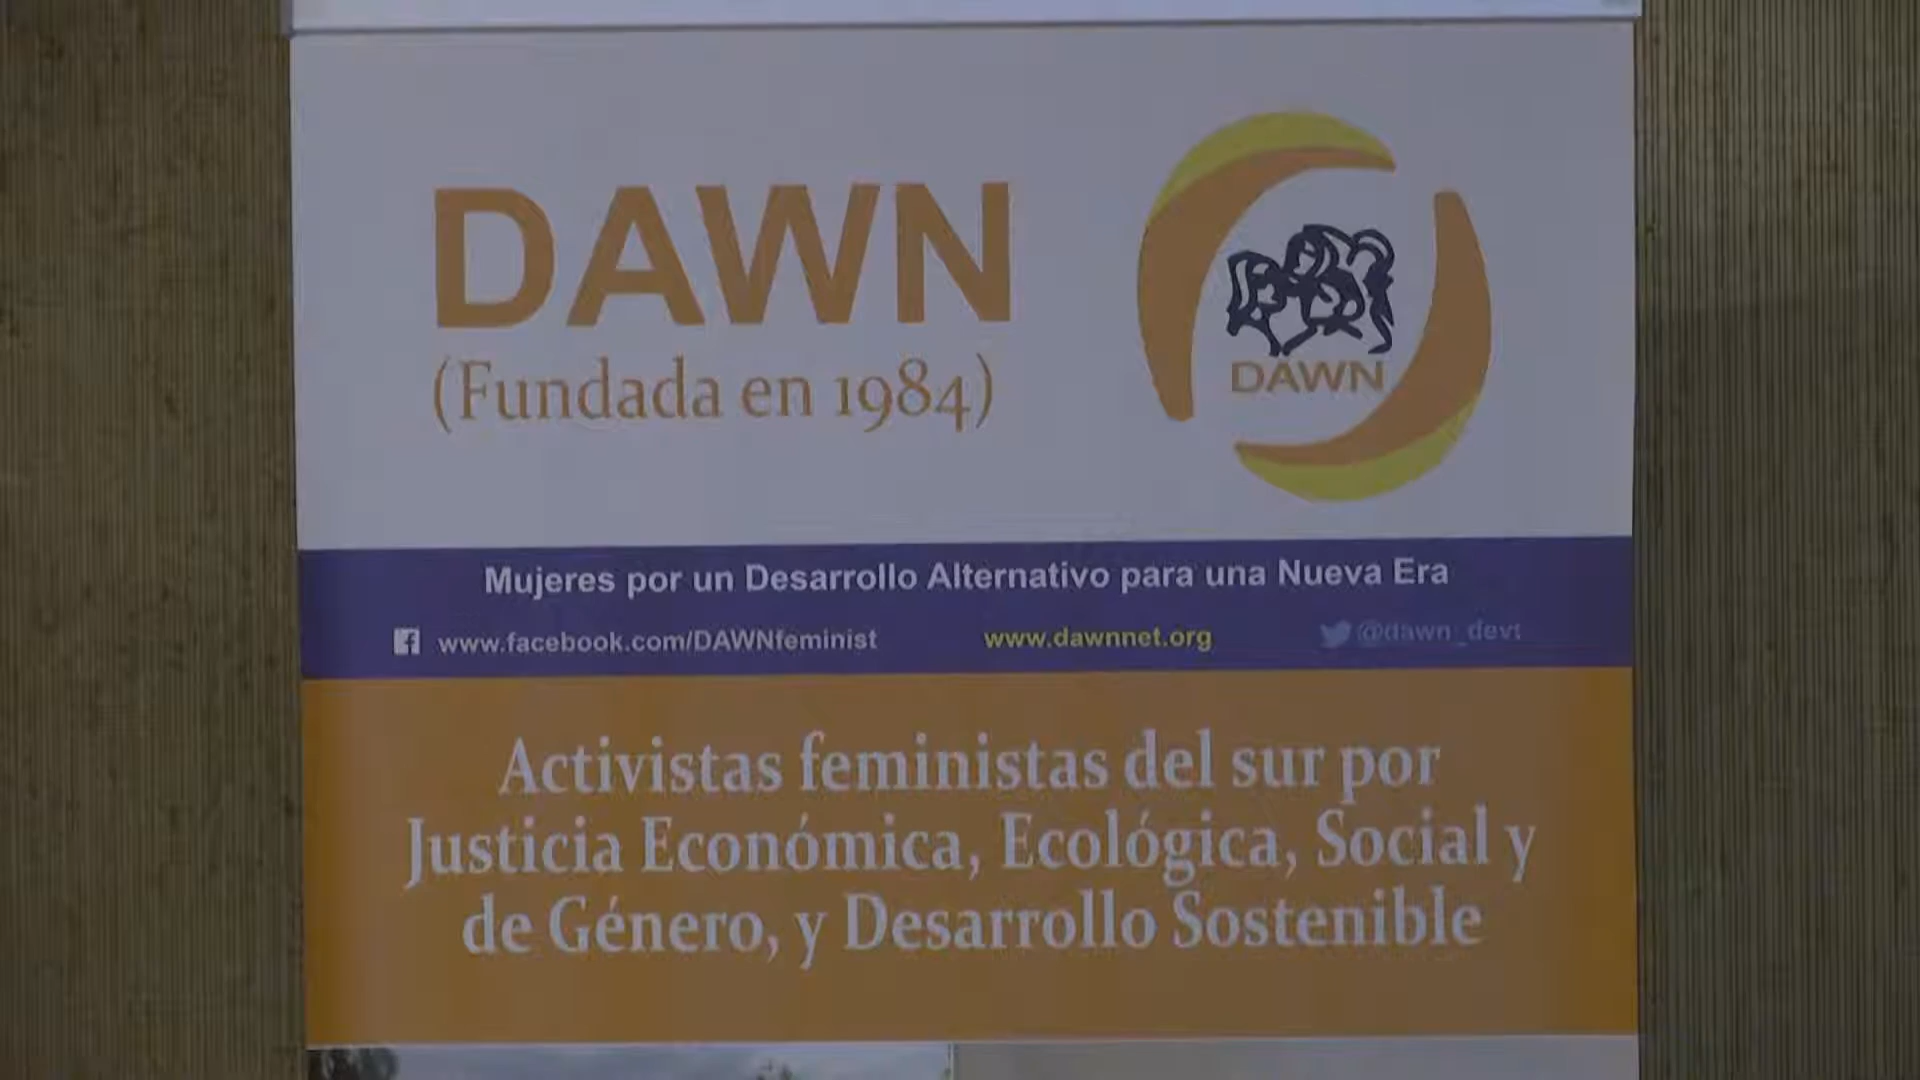 DAWN
(Fundada en 1984)
DAWN
Mujeres por un Desarrollo Alternativo para una Nueva Era
www.facebook.com/DAWNfeminist
www.dawnnet.org
@dawn_devt
Activistas feministas del sur por
Justicia Económica, Ecológica, Social y
de Género, y Desarrollo Sostenible